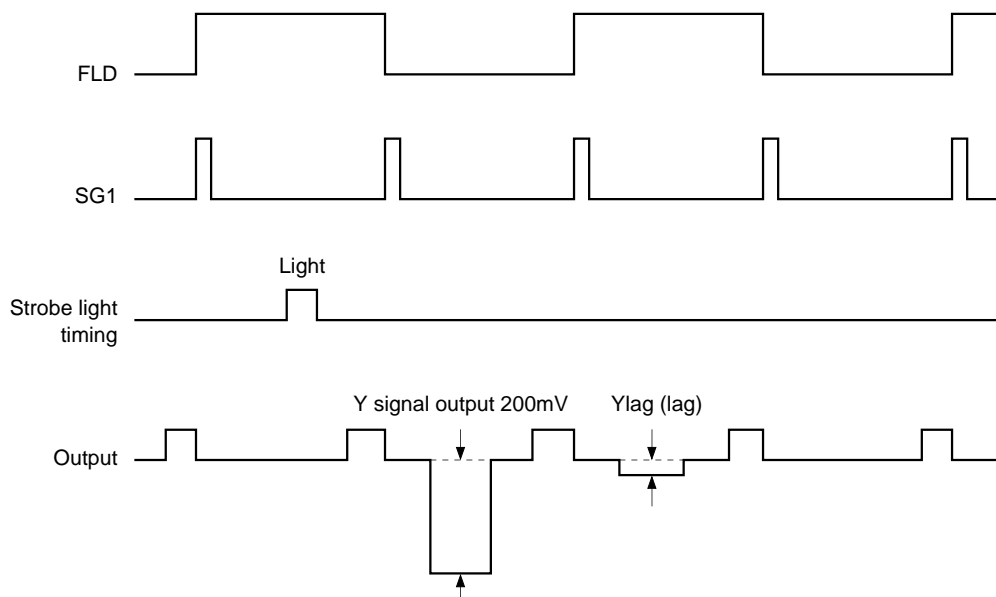 FLD
SG1
Light
Strobe light
timing
Y signal output 200mV
Ylag (lag)
Output